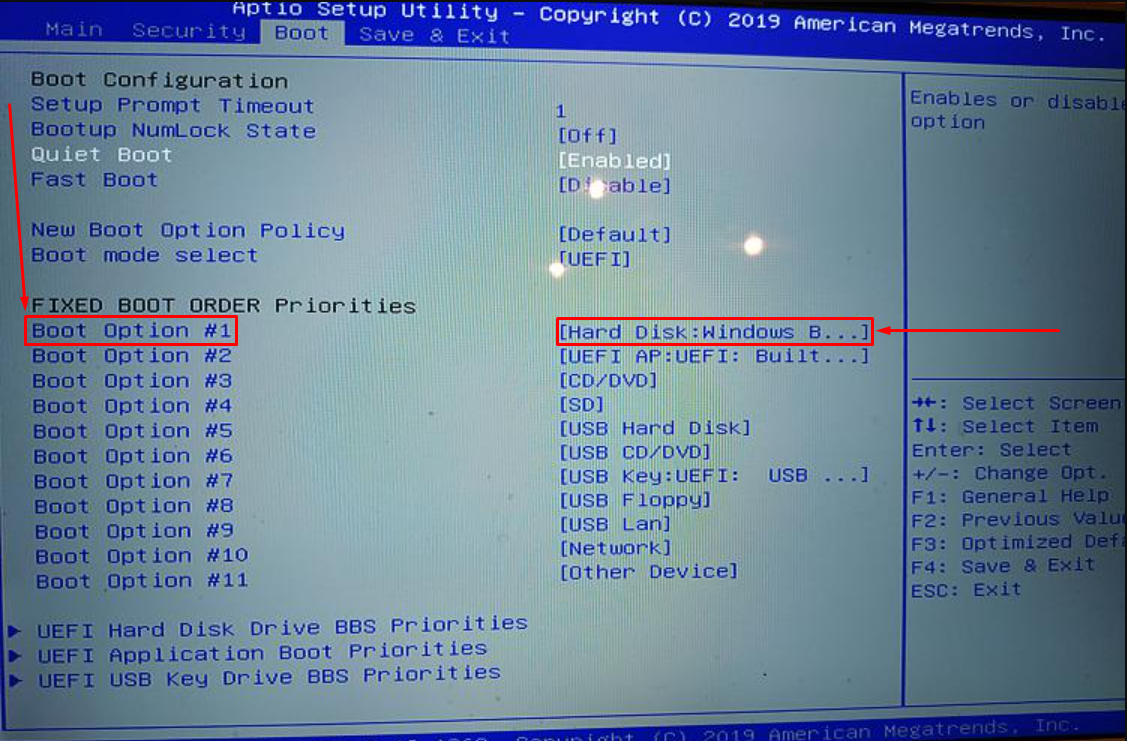 Aptio Setup Utility – Copyright (C) 2019 American Megatrends, Inc.
Main Security Boot Save & Exit
Boot Configuration
Setup Prompt Timeout 1
Bootup NumLock State [Off]
Quiet Boot [Enabled]
Fast Boot [Disable]
New Boot Option Policy [Default]
Boot mode select [UEFI]
FIXED BOOT ORDER Priorities
Boot Option #1 [Hard Disk:Windows B...]
Boot Option #2 [UEFI AP:UEFI: Built...]
Boot Option #3 [CD/DVD]
Boot Option #4 [SD]
Boot Option #5 [USB Hard Disk]
Boot Option #6 [USB CD/DVD]
Boot Option #7 [USB Key:UEFI: USB ...]
Boot Option #8 [USB Floppy]
Boot Option #9 [USB Lan]
Boot Option #10 [Network]
Boot Option #11 [Other Device]
UEFI Hard Disk Drive BBS Priorities
UEFI Application Boot Priorities
UEFI USB Key Drive BBS Priorities
Enables or disable
option
→←: Select Screen
↑↓: Select Item
Enter: Select
+/-: Change Opt.
F1: General Help
F2: Previous Valu
F3: Optimized Defa
F4: Save & Exit
ESC: Exit
Copyright (C) 2019 American Megatrends, Inc.